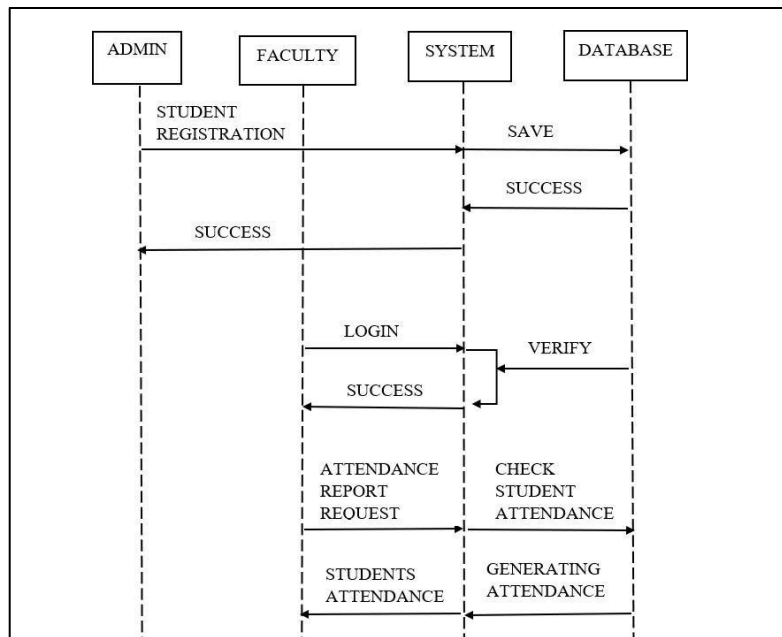 ADMIN
FACULTY
SYSTEM
DATABASE
STUDENT
REGISTRATION
SAVE
SUCCESS
SUCCESS
LOGIN
VERIFY
SUCCESS
ATTENDANCE
REPORT
REQUEST
CHECK
STUDENT
ATTENDANCE
STUDENTS
ATTENDANCE
GENERATING
ATTENDANCE